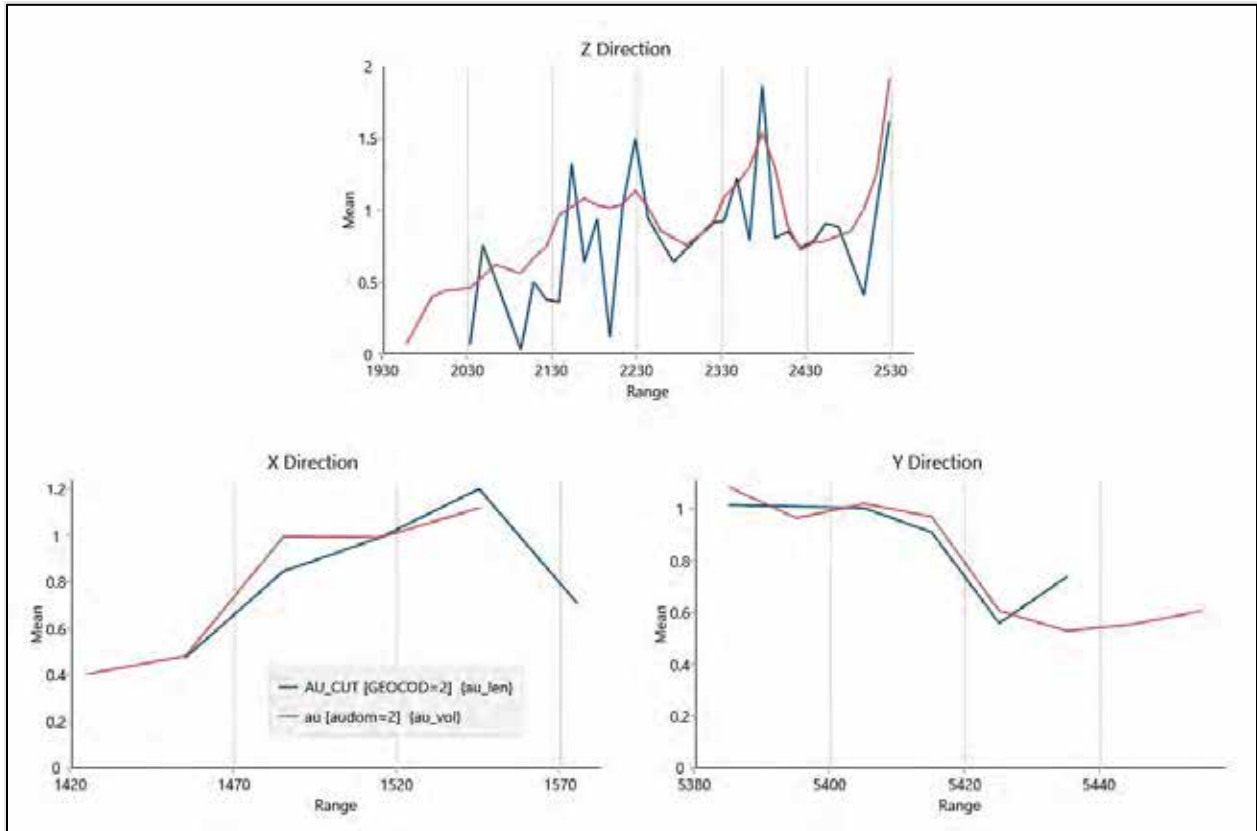 Z Direction
2
1.5
1
0.5
0
Mean
1930 2030 2130 2230 2330 2430 2530
Range
X Direction
1.2
1
0.8
0.6
0.4
0.2
0
Mean
AU_CUT [GEOCOD=2] (au_len)
au [audom=2] (au_vol)
1420 1470 1520 1570
Range
Y Direction
1
0.8
0.6
0.4
0.2
0
Mean
5380 5400 5420 5440
Range